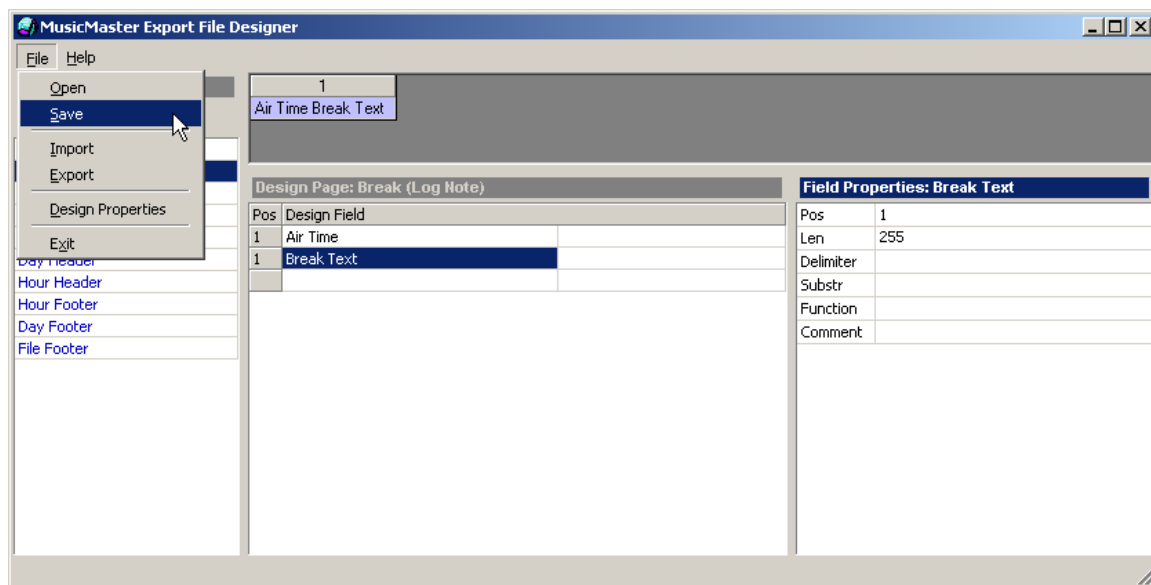 MusicMaster Export File Designer
File Help
Open
Save
Import
Export
Design Properties
Exit
Day Header
Hour Header
Hour Footer
Day Footer
File Footer
1
Air Time Break Text
Design Page: Break (Log Note)
Pos Design Field
1 Air Time
1 Break Text
Field Properties: Break Text
Pos 1
Len 255
Delimiter
Substr
Function
Comment